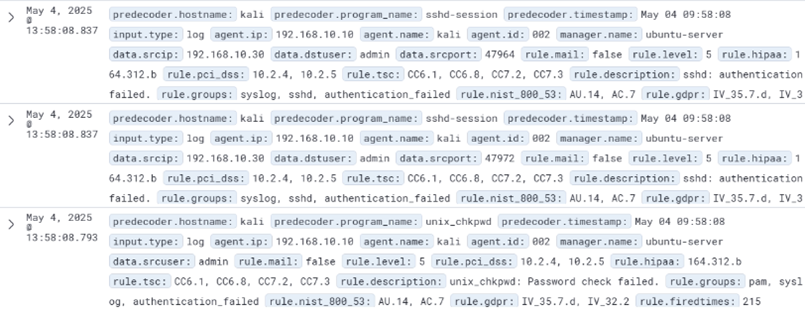 May 4, 2025
@
13:58:08.837
predecoder.hostname: kali predecoder.program_name: sshd-session predecoder.timestamp: May 04 09:58:08
input.type: log agent.ip: 192.168.10.10 agent.name: kali agent.id: 002 manager.name: ubuntu-server
data.srcip: 192.168.10.30 data.dstuser: admin data.srcport: 47964 rule.mail: false rule.level: 5 rule.hipaa: 1
64.312.b rule.pci_dss: 10.2.4, 10.2.5 rule.tsc: CC6.1, CC6.8, CC7.2, CC7.3 rule.description: sshd: authentication
failed. rule.groups: syslog, sshd, authentication_failed rule.nist_800_53: AU.14, AC.7 rule.gdpr: IV_35.7.d, IV_3
May 4, 2025
@
13:58:08.837
predecoder.hostname: kali predecoder.program_name: sshd-session predecoder.timestamp: May 04 09:58:08
input.type: log agent.ip: 192.168.10.10 agent.name: kali agent.id: 002 manager.name: ubuntu-server
data.srcip: 192.168.10.30 data.dstuser: admin data.srcport: 47972 rule.mail: false rule.level: 5 rule.hipaa: 1
64.312.b rule.pci_dss: 10.2.4, 10.2.5 rule.tsc: CC6.1, CC6.8, CC7.2, CC7.3 rule.description: sshd: authentication
failed. rule.groups: syslog, sshd, authentication_failed rule.nist_800_53: AU.14, AC.7 rule.gdpr: IV_35.7.d, IV_3
May 4, 2025
@
13:58:08.793
predecoder.hostname: kali predecoder.program_name: unix_chkpwd predecoder.timestamp: May 04 09:58:08
input.type: log agent.ip: 192.168.10.10 agent.name: kali agent.id: 002 manager.name: ubuntu-server
data.srcuser: admin rule.mail: false rule.level: 5 rule.pci_dss: 10.2.4, 10.2.5 rule.hipaa: 164.312.b
rule.tsc: CC6.1, CC6.8, CC7.2, CC7.3 rule.description: unix_chkpwd: Password check failed. rule.groups: pam, sysl
og, authentication_failed rule.nist_800_53: AU.14, AC.7 rule.gdpr: IV_35.7.d, IV_32.2 rule.firedtimes: 215